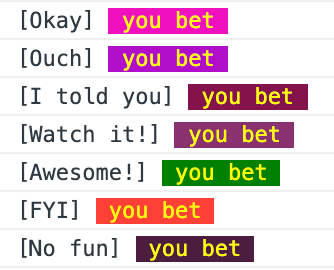 [Okay] you bet
[Ouch] you bet
[I told you] you bet
[Watch it!] you bet
[Awesome!] you bet
[FYI] you bet
[No fun] you bet